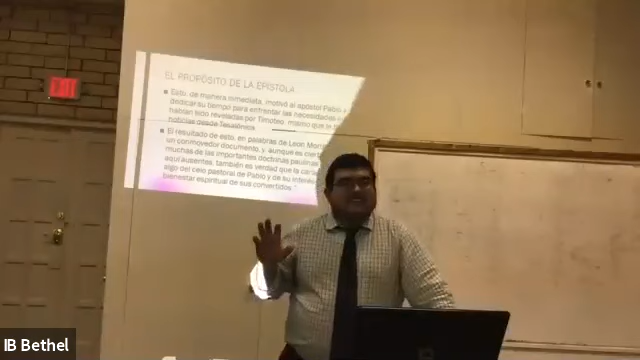 EL PROPÓSITO DE LA EPÍSTOLA
Esto, de manera inmediata, motivó al apóstol Pablo
dedicar su tiempo para enfrentar las necesidades
habían sido reveladas por Timoteo, mismo que
noticias desde Tesalónica.
El resultado de esto, en palabras de Leon
un conmovedor documento, y aunque es
muchas de las importantes doctrinas paulinas
aquí ausentes, también es verdad que la
algo del celo pastoral de Pablo y de su
bienestar espiritual de sus convertidos."
IB Bethel